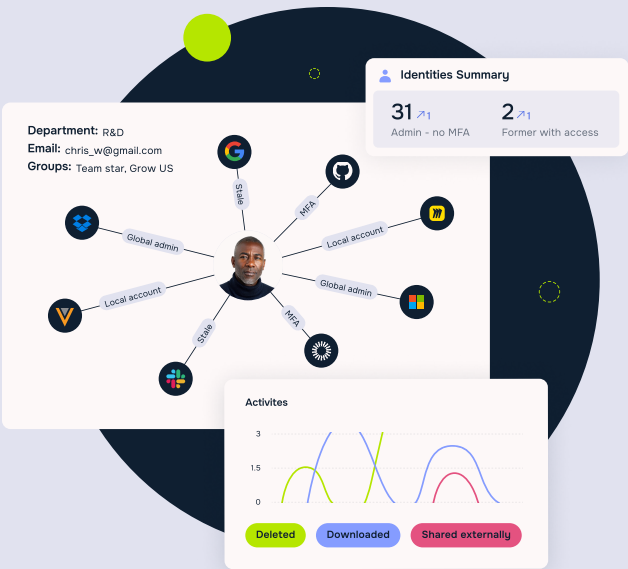 Identities Summary
31 ↗1
Admin - no MFA
2 ↗1
Former with access
Department: R&D
Email: chris_w@gmail.com
Groups: Team star, Grow US
Stale
MFA
Global admin
Local account
Local account
Global admin
Stale
MFA
Activites
3
1.5
0
Deleted
Downloaded
Shared externally